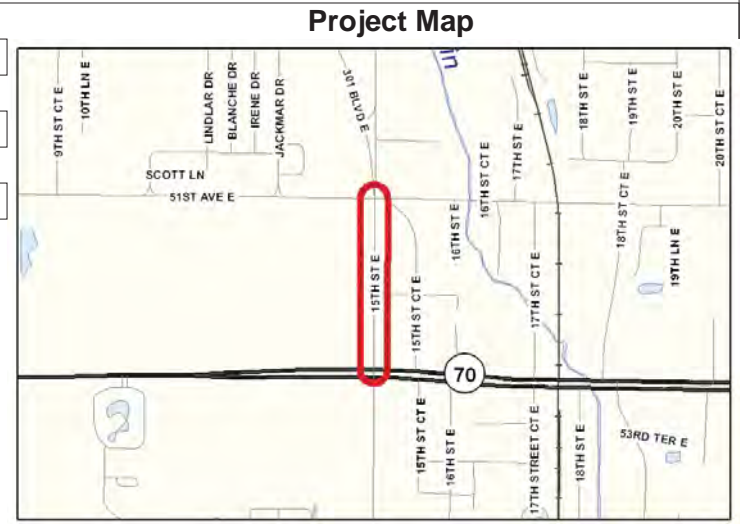 Project Map
9TH ST CT E
10TH LN E
LINDLAR DR
BLANCHE DR
IRENE DR
JACKMAR DR
301 BLVD E
in
17TH ST E
18TH ST E
19TH ST E
20TH ST E
20TH ST CT E
SCOTT LN
51ST AVE E
16TH ST CT E
16TH ST E
18TH ST CT E
19TH LN E
15TH ST E
15TH ST CT E
17TH ST CT E
70
15TH ST CT E
16TH ST E
17TH STREET CT E
18TH ST E
53RD TER E